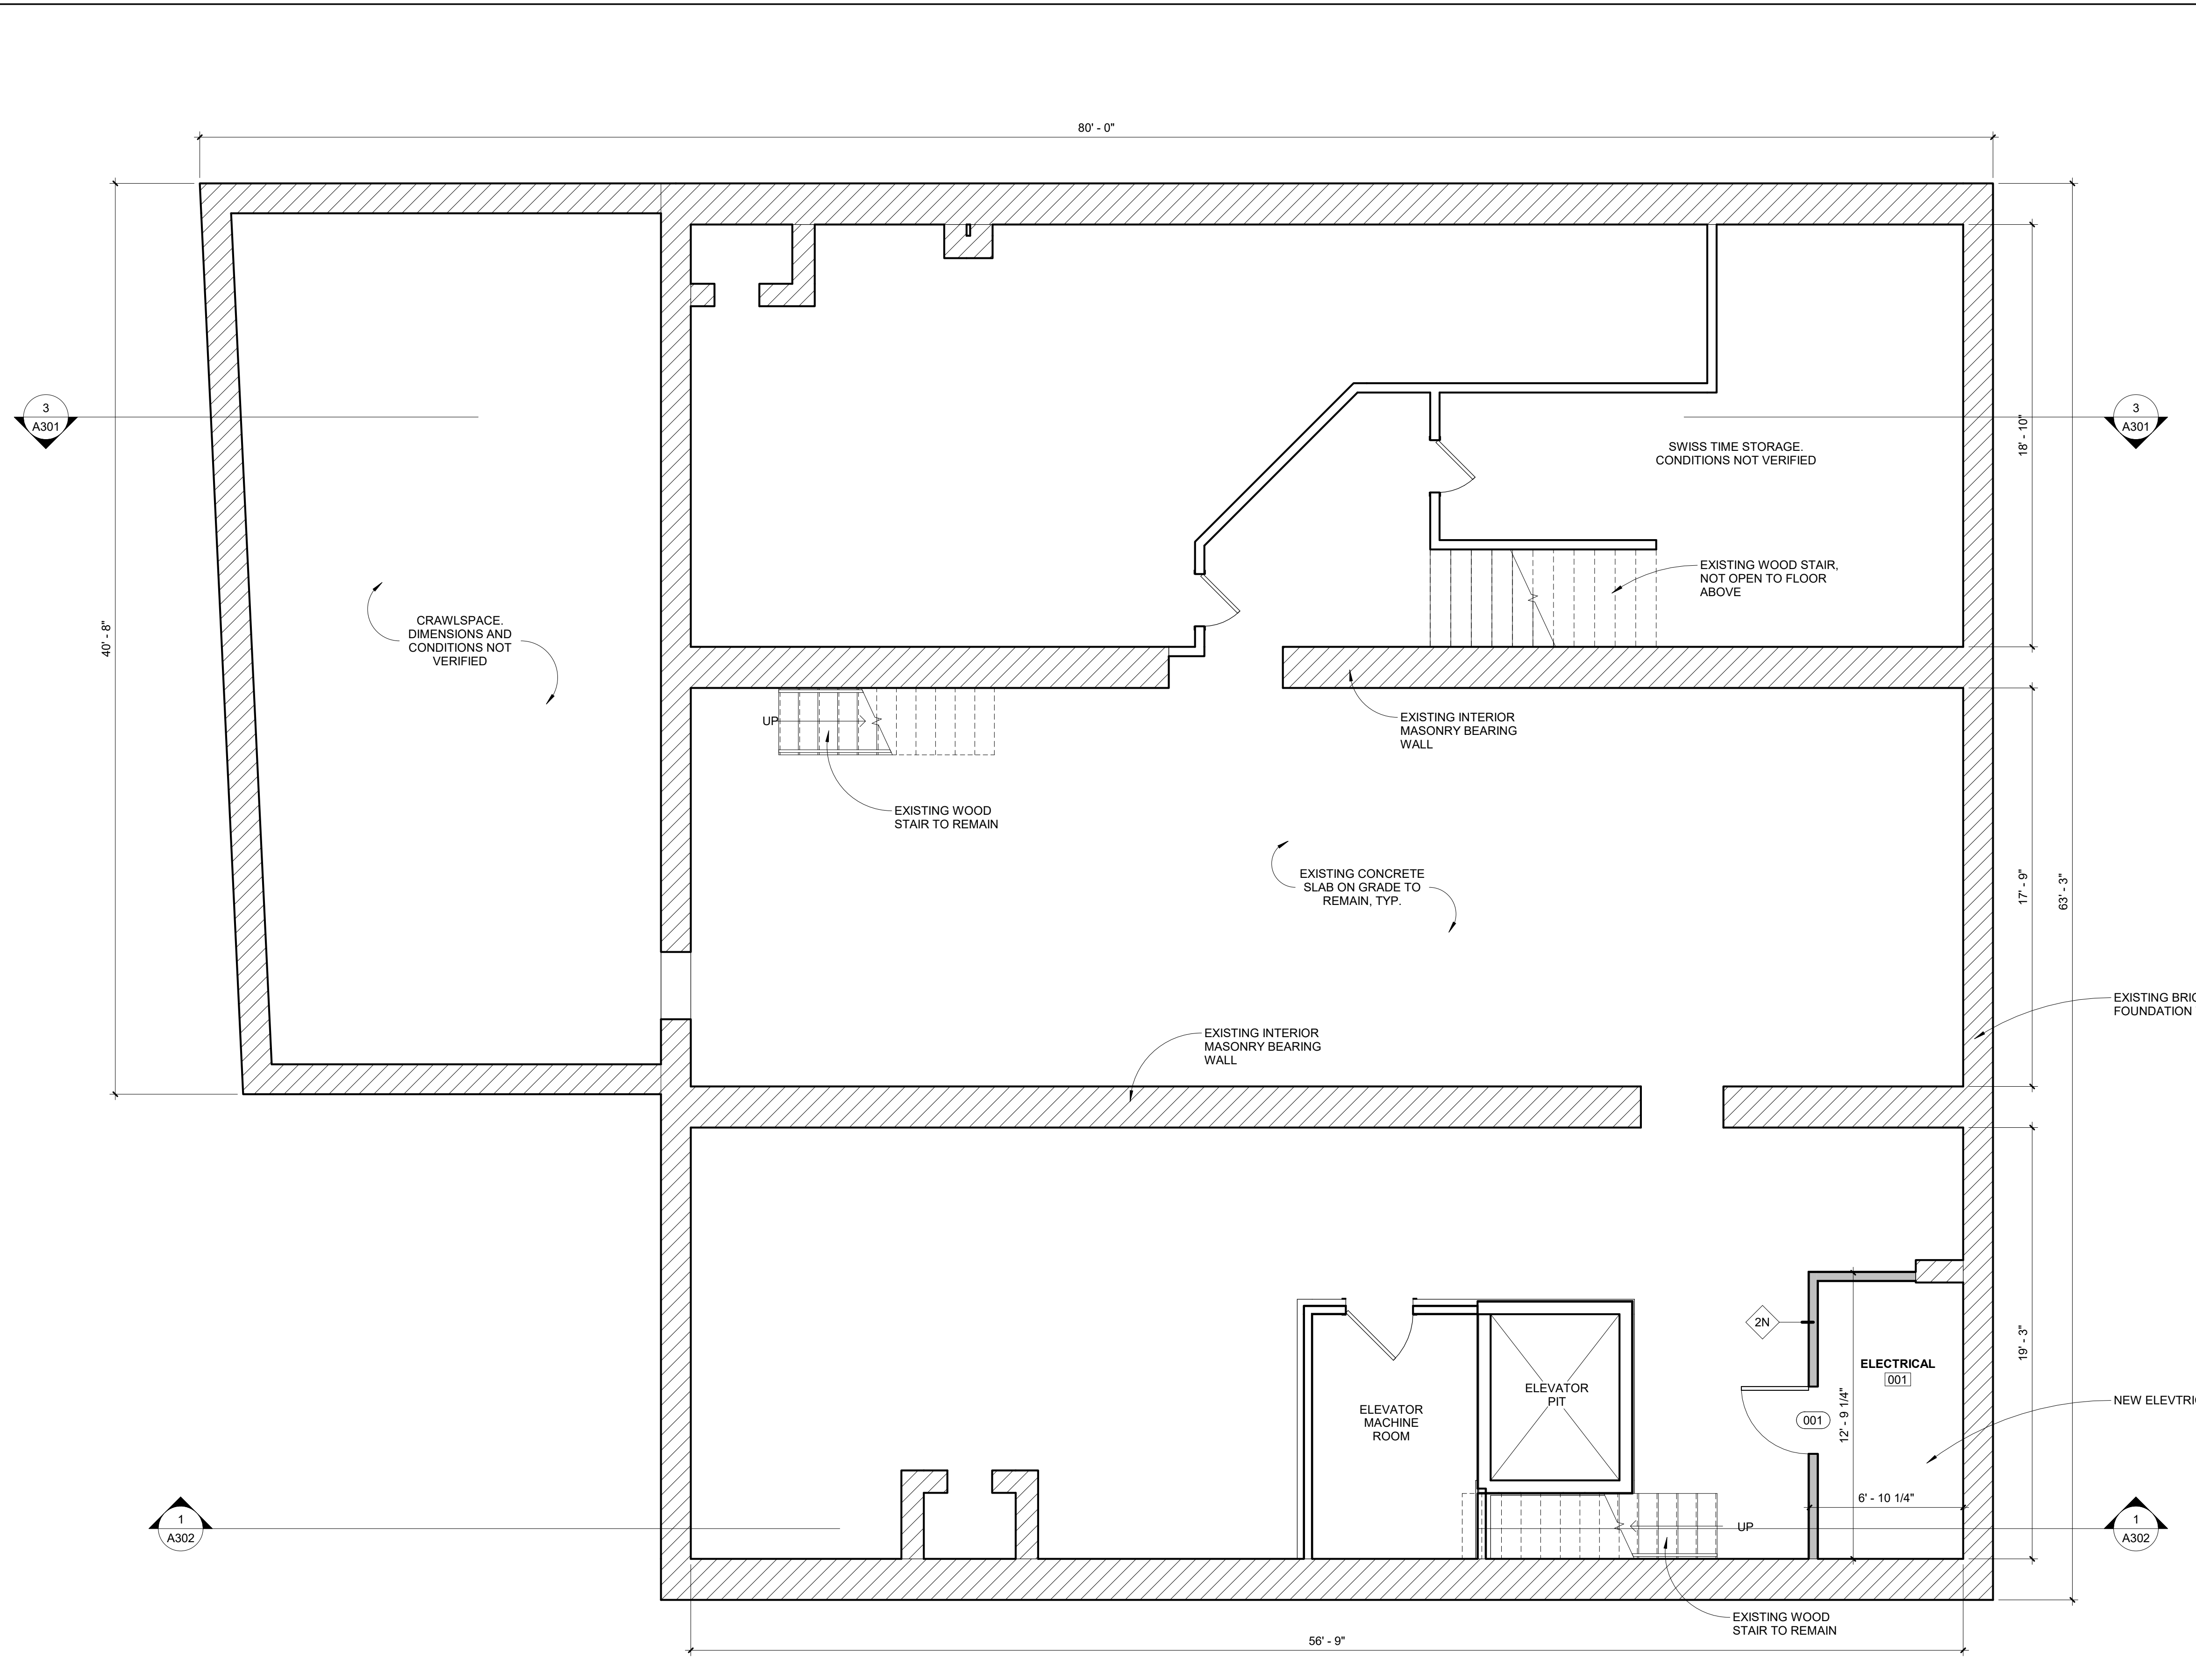 80' - 0"
3
A301
3
A301
SWISS TIME STORAGE.
CONDITIONS NOT VERIFIED
18' - 10"
EXISTING WOOD STAIR,
NOT OPEN TO FLOOR
ABOVE
40' - 8"
CRAWLSPACE.
DIMENSIONS AND
CONDITIONS NOT
VERIFIED
UP
EXISTING INTERIOR
MASONRY BEARING
WALL
EXISTING WOOD
STAIR TO REMAIN
EXISTING CONCRETE
SLAB ON GRADE TO
REMAIN, TYP.
17' - 9"
63' - 3"
EXISTING BRIC
FOUNDATION
EXISTING INTERIOR
MASONRY BEARING
WALL
2N
19' - 3"
ELECTRICAL
001
ELEVATOR
PIT
ELEVATOR
MACHINE
ROOM
001
12' - 9 1/4"
NEW ELEVTRI
6' - 10 1/4"
1
A302
UP
1
A302
EXISTING WOOD
STAIR TO REMAIN
56' - 9"